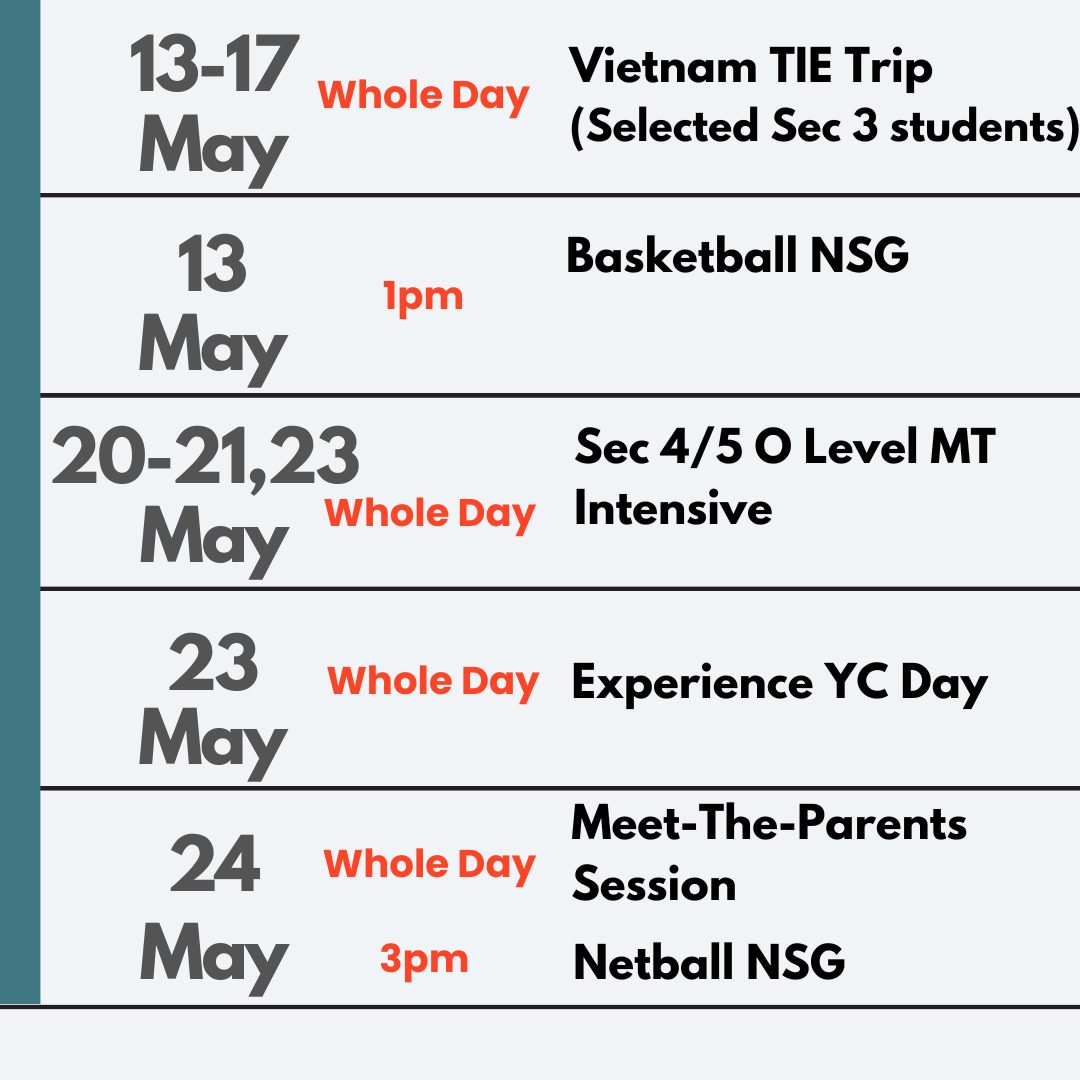 13-17
May
Whole Day
Vietnam TIE Trip
(Selected Sec 3 students)
13
May
1pm
Basketball NSG
20-21,23
May
Whole Day
Sec 4/5 O Level MT
Intensive
23
May
Whole Day
Experience YC Day
24
May
Whole Day
Meet-The-Parents
Session
3pm
Netball NSG